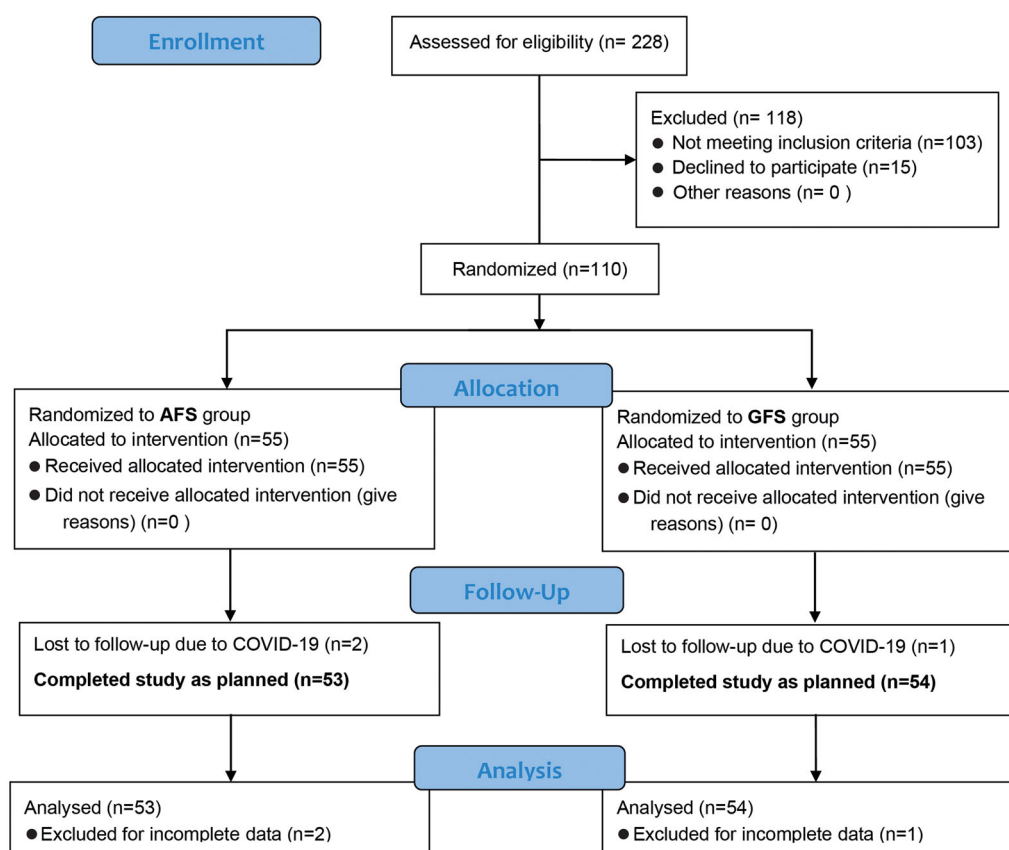 Enrollment
Assessed for eligibility (n= 228)
Excluded (n= 118)
● Not meeting inclusion criteria (n=103)
● Declined to participate (n=15)
● Other reasons (n= 0 )
Randomized (n=110)
Allocation
Randomized to AFS group
Allocated to intervention (n=55)
● Received allocated intervention (n=55)
● Did not receive allocated intervention (give
reasons) (n=0 )
Randomized to GFS group
Allocated to intervention (n=55)
● Received allocated intervention (n=55)
● Did not receive allocated intervention (give
reasons) (n= 0)
Follow-Up
Lost to follow-up due to COVID-19 (n=2)
Completed study as planned (n=53)
Lost to follow-up due to COVID-19 (n=1)
Completed study as planned (n=54)
Analysis
Analysed (n=53)
● Excluded for incomplete data (n=2)
Analysed (n=54)
● Excluded for incomplete data (n=1)